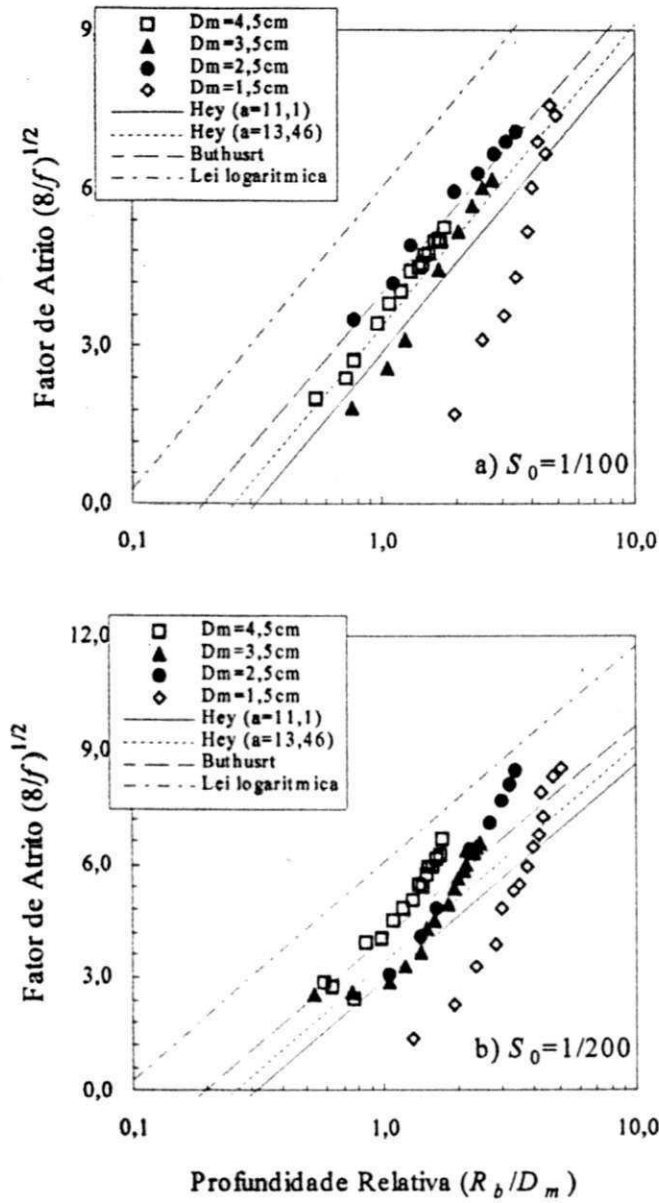 9
Dm=4,5cm
Dm=3,5cm
Dm=2,5cm
Dm=1,5cm
Hey (a=11,1)
Hey (a=13,46)
Buthusrt
Lei logaritmica
Fator de Atrito (8/f)^1/2
6
3,0
0,0
a) S0=1/100
0,1
1,0
10,0
12,0
Dm=4,5cm
Dm=3,5cm
Dm=2,5cm
Dm=1,5cm
Hey (a=11,1)
Hey (a=13,46)
Buthusrt
Lei logaritmica
Fator de Atrito (8/f)^1/2
9,0
6,0
3,0
0,0
b) S0=1/200
0,1
1,0
10,0
Profundidade Relativa (Rb/Dm)